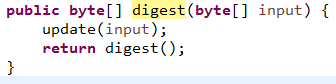 public byte[] digest(byte[] input) {
    update(input);
    return digest();
}